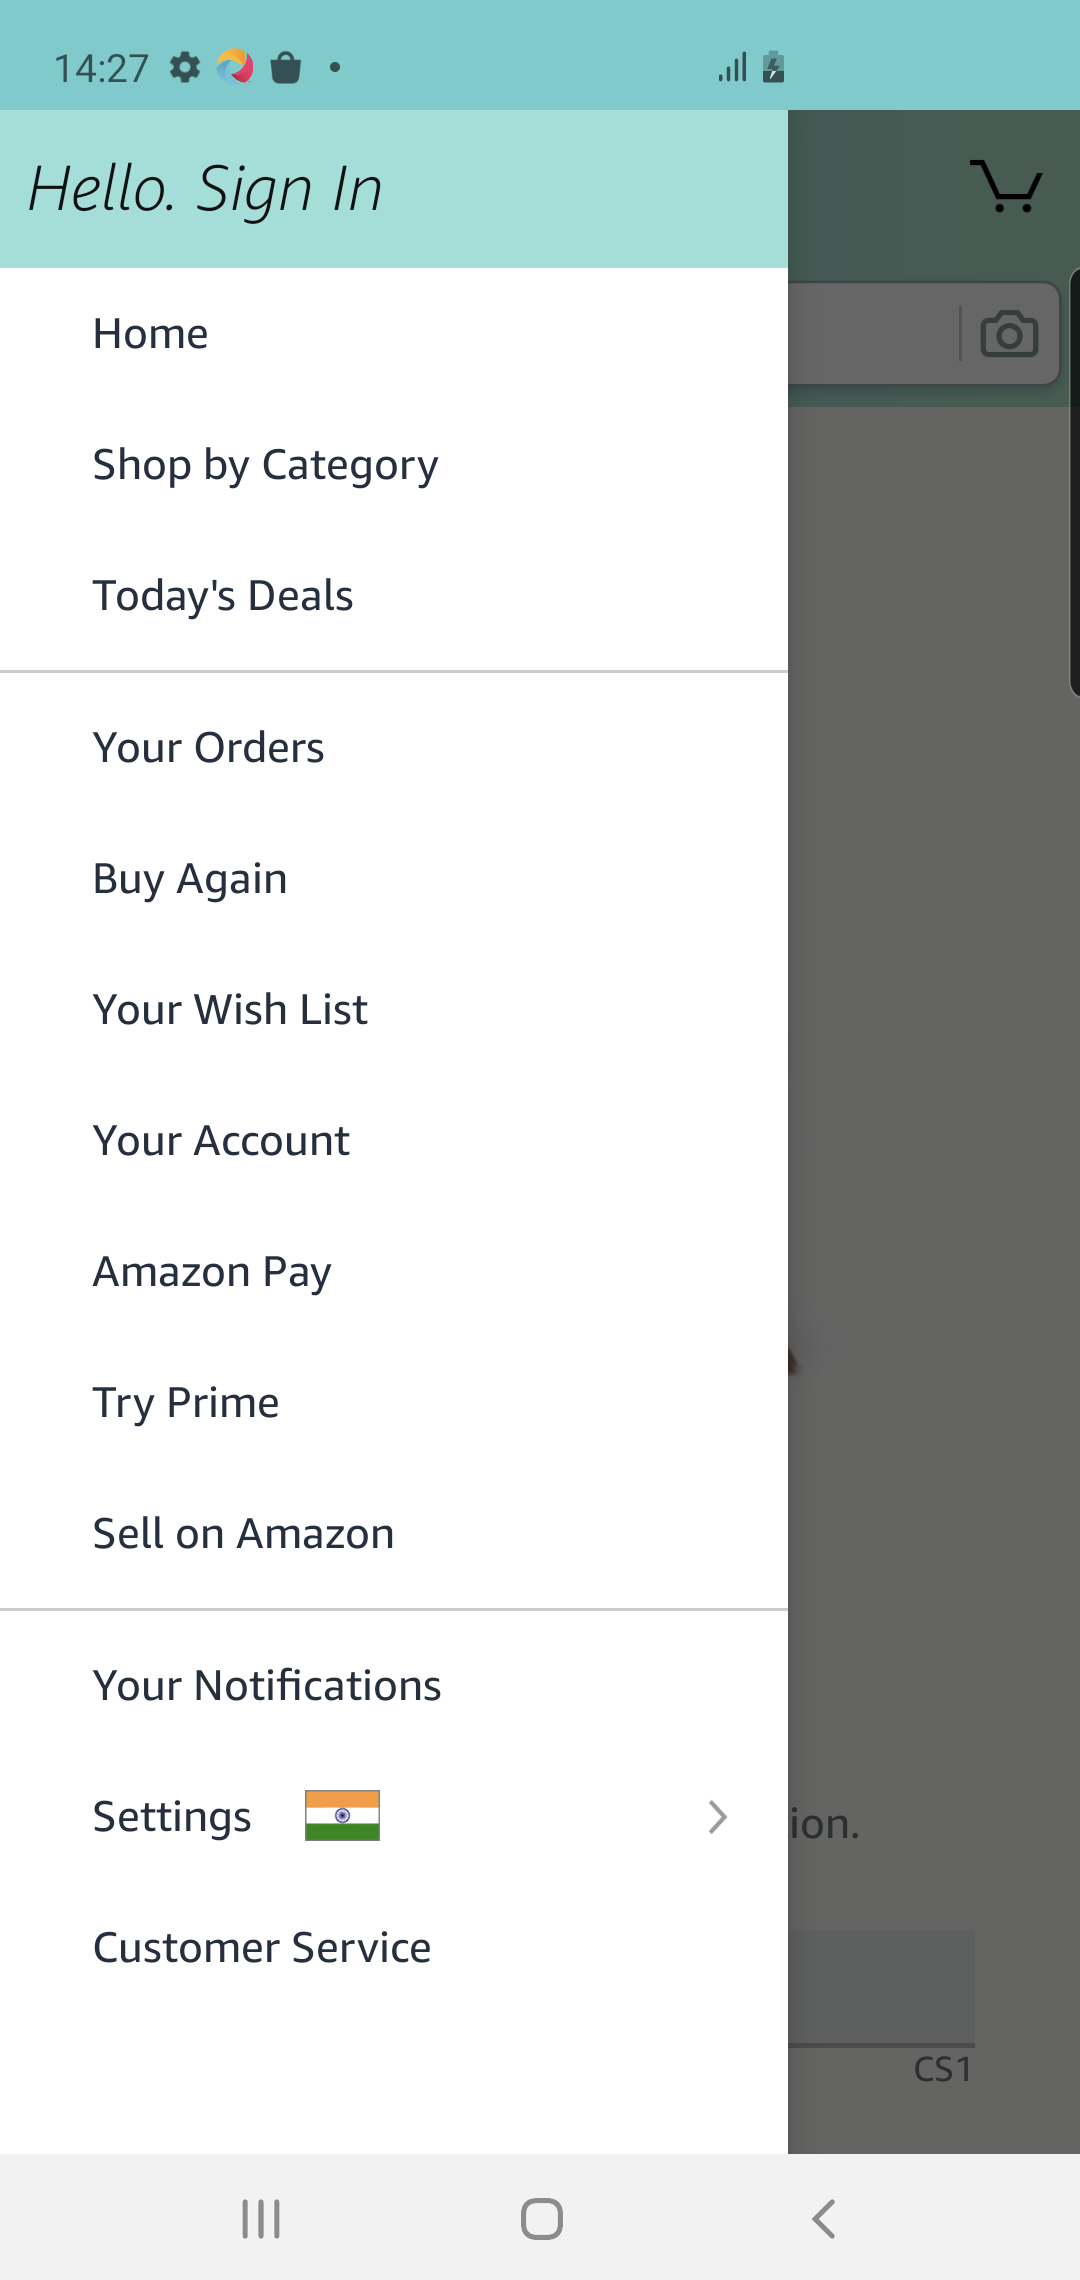 14:27
Hello. Sign In
Home
Shop by Category
Today's Deals
Your Orders
Buy Again
Your Wish List
Your Account
Amazon Pay
Try Prime
Sell on Amazon
Your Notifications
Settings
ion.
Customer Service
CS1